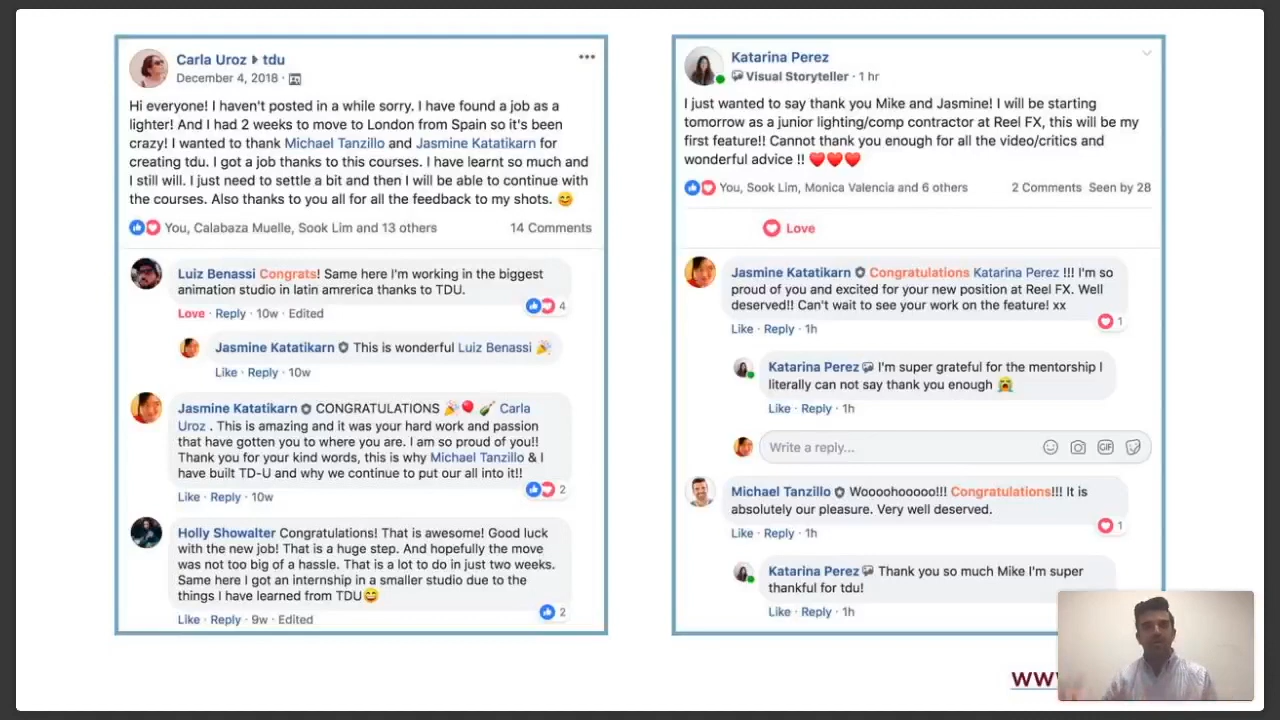 Carla Uroz ▸ tdu
December 4, 2018 ·
Hi everyone! I haven't posted in a while sorry. I have found a job as a
lighter! And I had 2 weeks to move to London from Spain so it's been
crazy! I wanted to thank Michael Tanzillo and Jasmine Katatikarn for
creating tdu. I got a job thanks to this courses. I have learnt so much and
I still will. I just need to settle a bit and then I will be able to continue with
the courses. Also thanks to you all for all the feedback to my shots. 😊
You, Calabaza Muelle, Sook Lim and 13 others 14 Comments
Luiz Benassi Congrats! Same here I'm working in the biggest
animation studio in latin amrerica thanks to TDU.
4
Love · Reply · 10w · Edited
Jasmine Katatikarn This is wonderful Luiz Benassi 🎉
Like · Reply · 10w
Jasmine Katatikarn CONGRATULATIONS 🎉🎈🎸 Carla
Uroz . This is amazing and it was your hard work and passion
that have gotten you to where you are. I am so proud of you!!
Thank you for your kind words, this is why Michael Tanzillo & I
have built TD-U and why we continue to put our all into it!!
2
Like · Reply · 10w
Holly Showalter Congratulations! That is awesome! Good luck
with the new job! That is a huge step. And hopefully the move
was not too big of a hassle. That is a lot to do in just two weeks.
Same here I got an internship in a smaller studio due to the
things I have learned from TDU😄
2
Like · Reply · 9w · Edited
Katarina Perez
Visual Storyteller · 1 hr
I just wanted to say thank you Mike and Jasmine! I will be starting
tomorrow as a junior lighting/comp contractor at Reel FX, this will be my
first feature!! Cannot thank you enough for all the video/critics and
wonderful advice !! ❤️❤️❤️
You, Sook Lim, Monica Valencia and 6 others 2 Comments Seen by 28
Love
Jasmine Katatikarn Congratulations Katarina Perez !!! I'm so
proud of you and excited for your new position at Reel FX. Well
deserved!! Can't wait to see your work on the feature! xx
1
Like · Reply · 1h
Katarina Perez I'm super grateful for the mentorship I
literally can not say thank you enough 😭
Like · Reply · 1h
Write a reply...
GIF
Michael Tanzillo Woooohooooo!!! Congratulations!!! It is
absolutely our pleasure. Very well deserved.
1
Like · Reply · 1h
Katarina Perez Thank you so much Mike I'm super
thankful for tdu!
Like · Reply · 1h